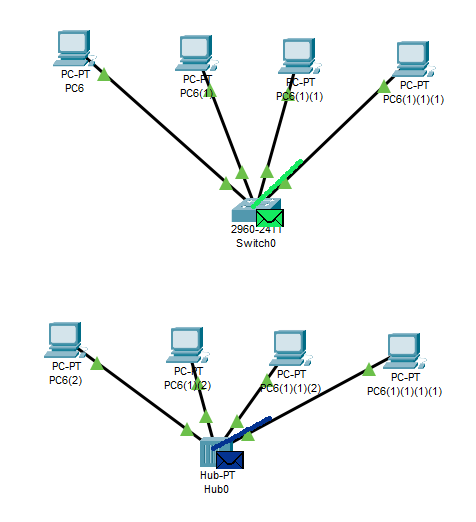 PC-PT
PC6
PC-PT
PC6(1)
PC-PT
PC6(1)(1)
PC-PT
PC6(1)(1)(1)
Switch0
PC-PT
PC6(2)
PC-PT
PC6(1)(2)
PC-PT
PC6(1)(1)(2)
PC-PT
PC6(1)(1)(1)(1)
Hub-PT
Hub0